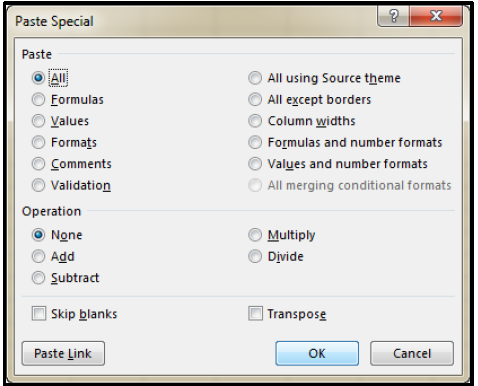 Paste Special
Paste
All
All using Source theme
Formulas
All except borders
Values
Column widths
Formats
Formulas and number formats
Comments
Values and number formats
Validation
All merging conditional formats
Operation
None
Multiply
Add
Divide
Subtract
Skip blanks
Transpose
Paste Link
OK
Cancel